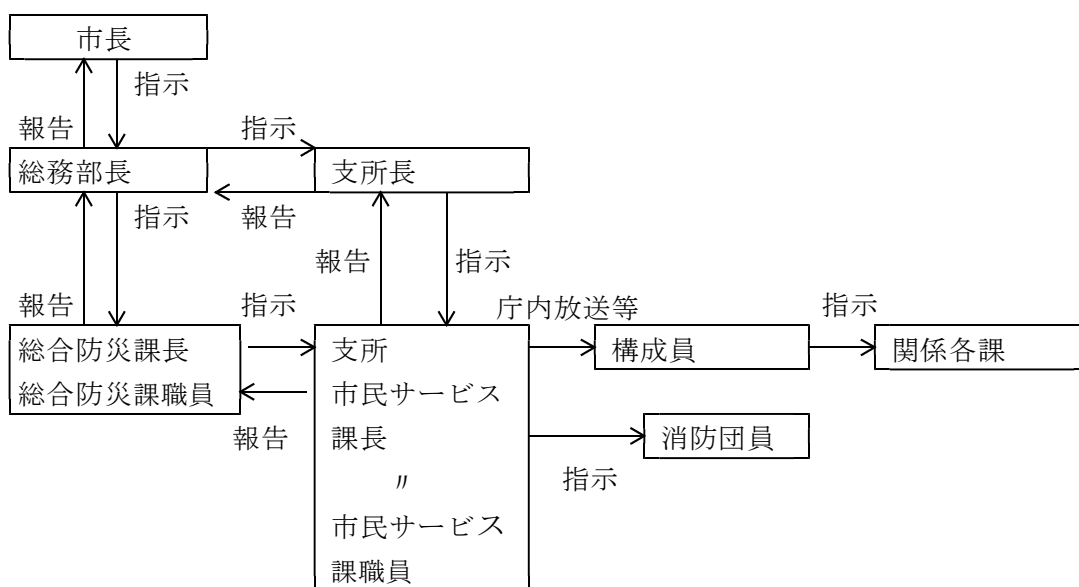 市長
指示
報告
指示
総務部長
支所長
指示
報告
報告
指示
報告
指示
庁内放送等
指示
総合防災課長
総合防災課職員
支所
市民サービス
課長
〃
市民サービス
課職員
構成員
関係各課
報告
消防団員
指示